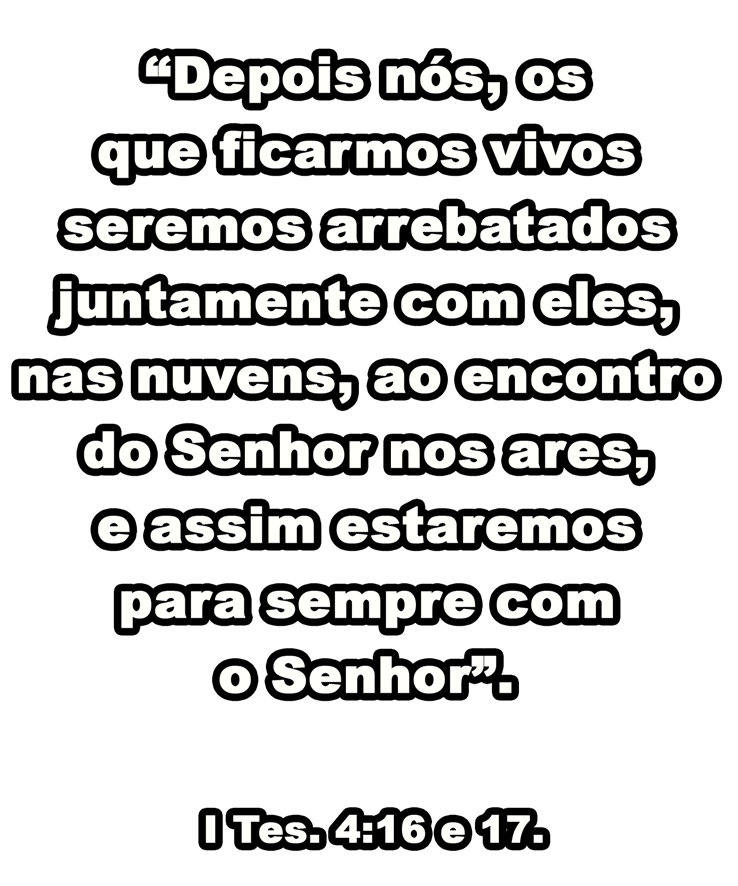 “Depois nós, os
que ficarmos vivos
seremos arrebatados
juntamente com eles,
nas nuvens, ao encontro
do Senhor nos ares,
e assim estaremos
para sempre com
o Senhor”.
I Tes. 4:16 e 17.